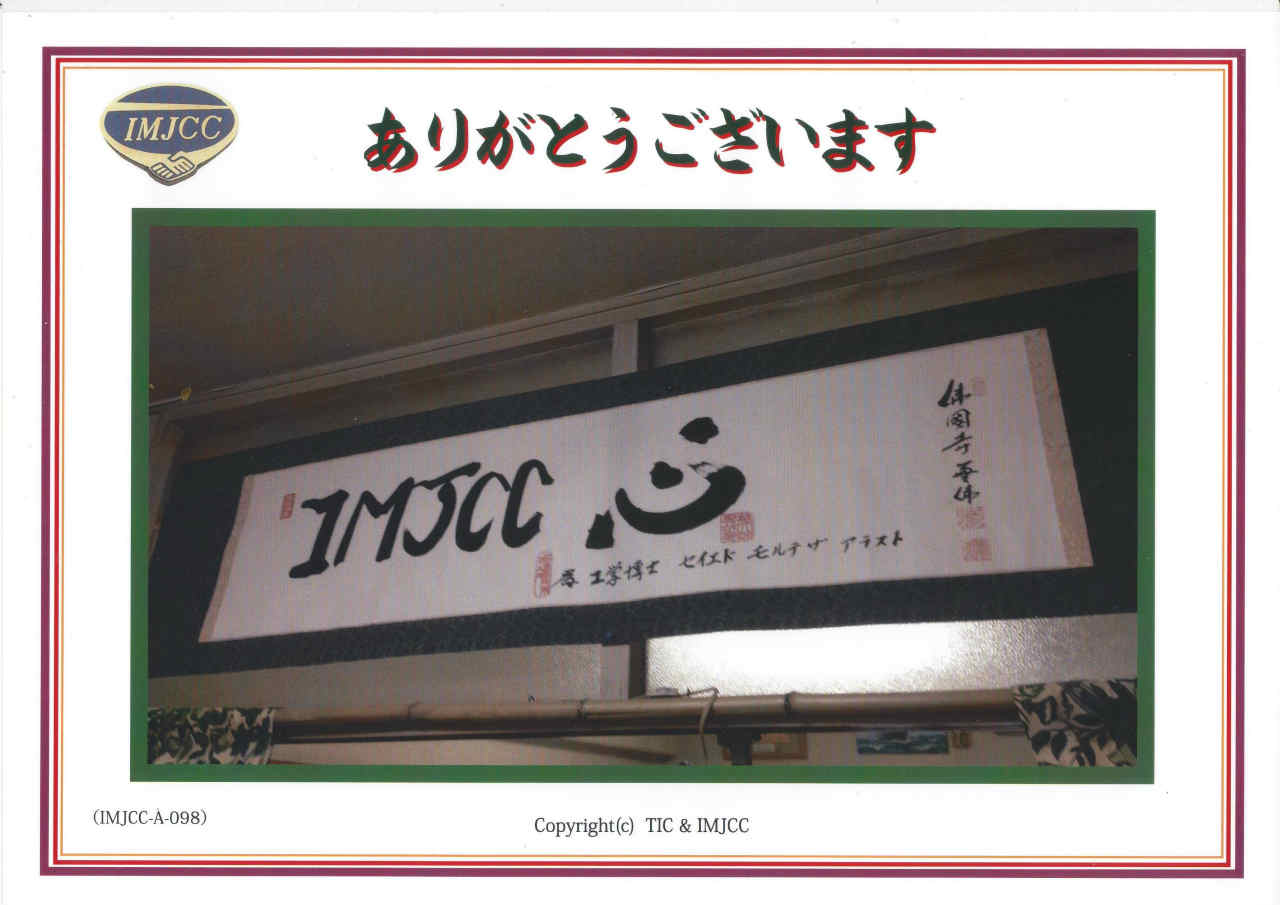 IMJCC
ありがとうございます
IMJCC 心
工学博士 セイエド モルテザ アラスト
(IMJCC-A-098)
Copyright(c) TIC & IMJCC